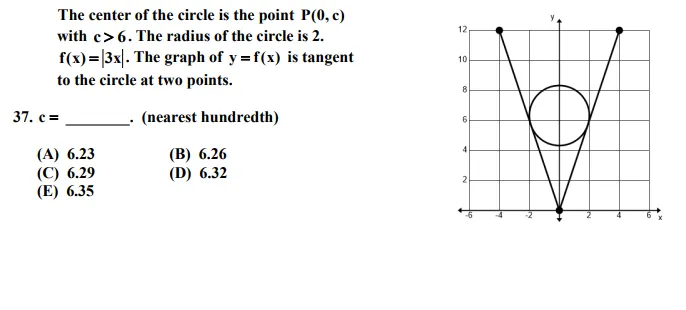 The center of the circle is the point P(0, c)
with c > 6. The radius of the circle is 2.
f(x) = |3x|. The graph of y = f(x) is tangent
to the circle at two points.
37. c = ________. (nearest hundredth)
(A) 6.23 (B) 6.26
(C) 6.29 (D) 6.32
(E) 6.35
y
12
10
8
6
4
2
-6 -4 -2 2 4 6 x